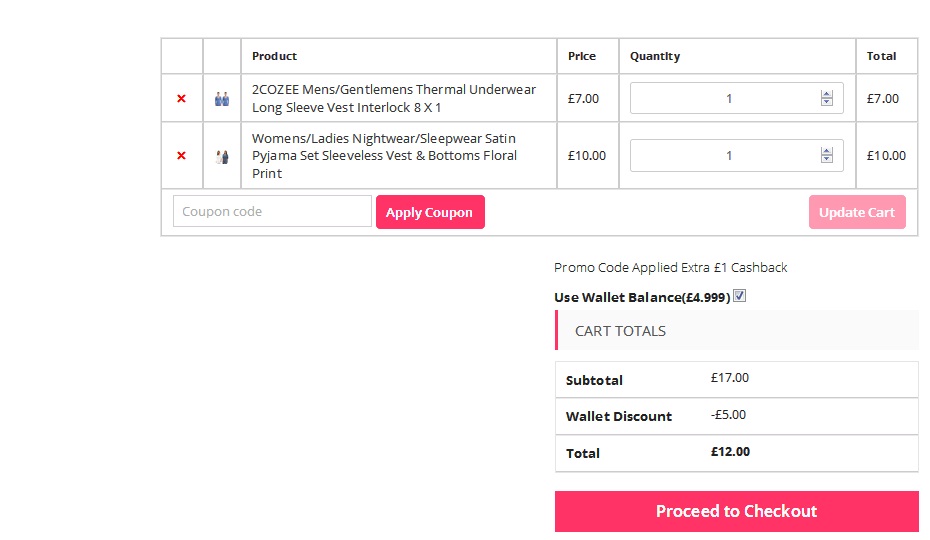 Product Price Quantity Total
2COZEE Mens/Gentlemens Thermal Underwear
Long Sleeve Vest Interlock 8 X 1
£7.00 1 £7.00
Womens/Ladies Nightwear/Sleepwear Satin
Pyjama Set Sleeveless Vest & Bottoms Floral
Print
£10.00 1 £10.00
Coupon code Apply Coupon Update Cart
Promo Code Applied Extra £1 Cashback
Use Wallet Balance(£4.999)
CART TOTALS
Subtotal £17.00
Wallet Discount -£5.00
Total £12.00
Proceed to Checkout